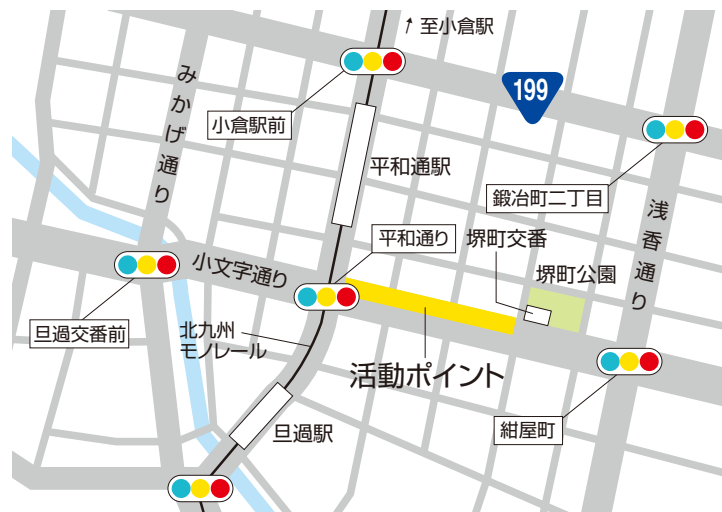 ↑至小倉駅
みかげ通り
199
小倉駅前
平和通駅
鍛冶町二丁目
浅香通り
平和通り
堺町交番
堺町公園
小文字通り
旦過交番前
北九州
モノレール
活動ポイント
旦過駅
紺屋町